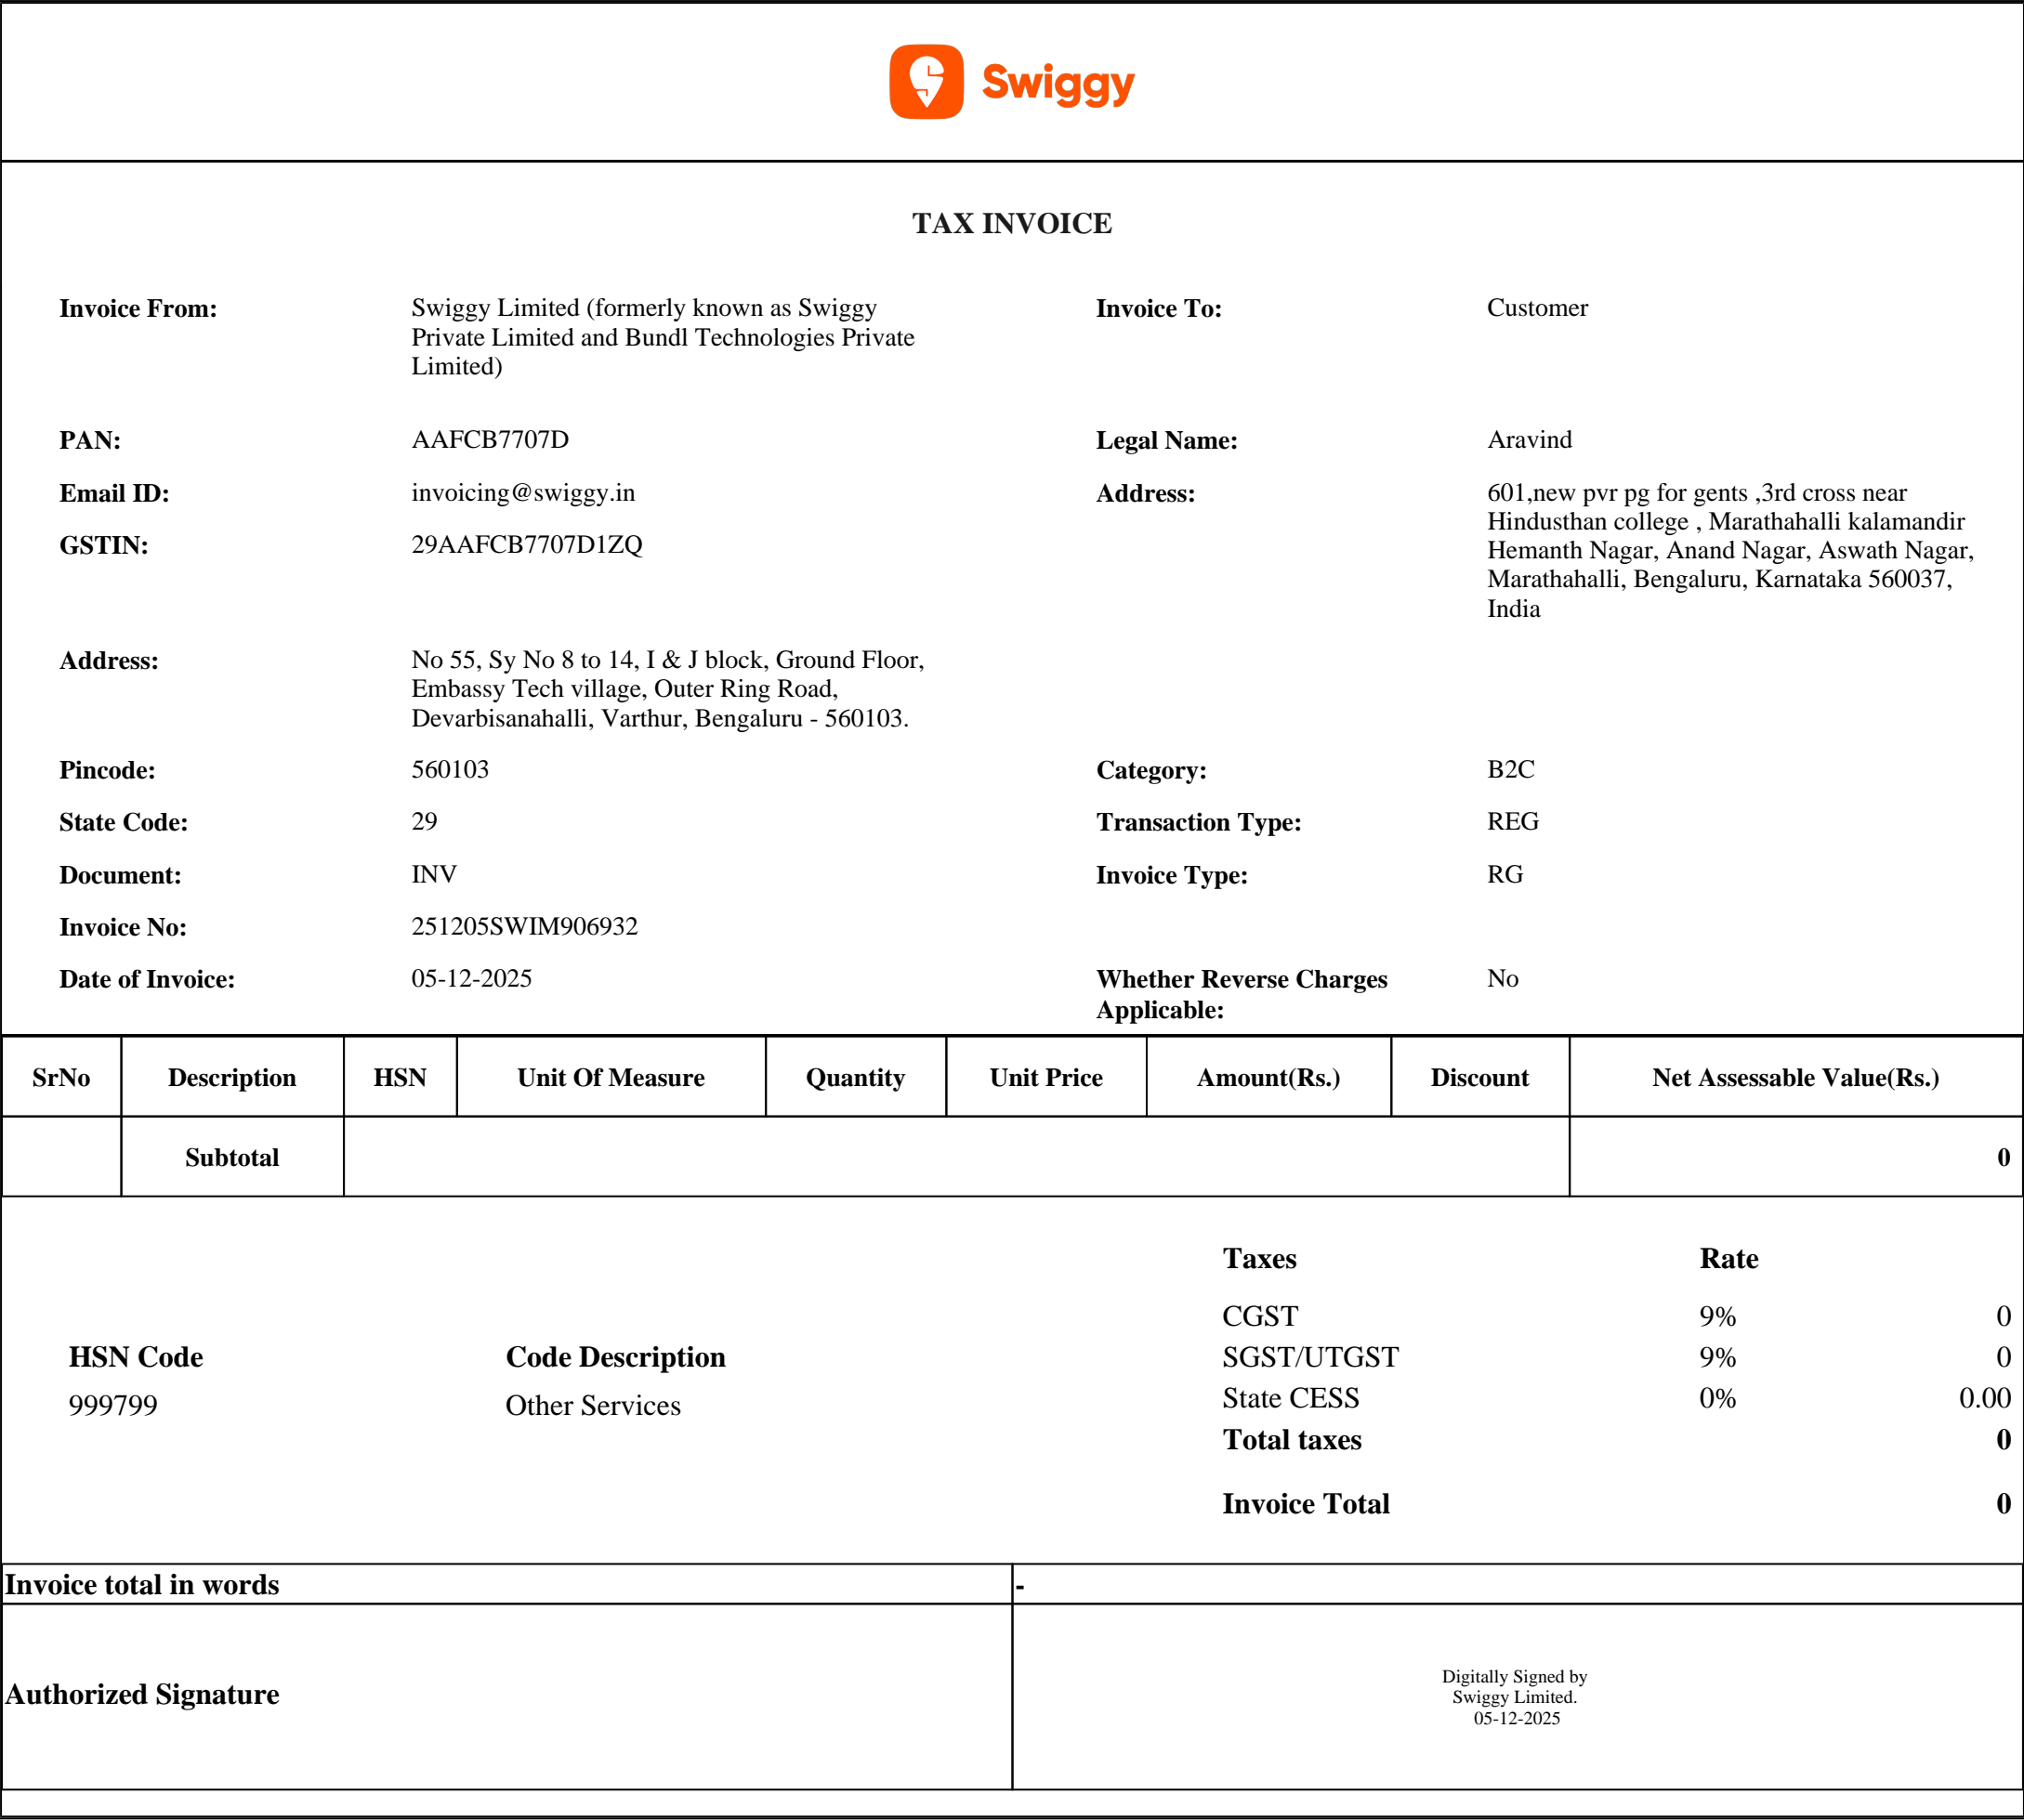 Swiggy
TAX INVOICE
Invoice From: Swiggy Limited (formerly known as Swiggy Private Limited and Bundl Technologies Private Limited)
Invoice To: Customer
PAN: AAFCB7707D
Legal Name: Aravind
Email ID: invoicing@swiggy.in
Address: 601,new pvr pg for gents ,3rd cross near
Hindusthan college , Marathahalli kalamandir
Hemanth Nagar, Anand Nagar, Aswath Nagar,
Marathahalli, Bengaluru, Karnataka 560037,
India
GSTIN: 29AAFCB7707D1ZQ
Address: No 55, Sy No 8 to 14, I & J block, Ground Floor,
Embassy Tech village, Outer Ring Road,
Devarbisanahalli, Varthur, Bengaluru - 560103.
Pincode: 560103
Category: B2C
State Code: 29
Transaction Type: REG
Document: INV
Invoice Type: RG
Invoice No: 251205SWIM906932
Date of Invoice: 05-12-2025
Whether Reverse Charges Applicable: No
SrNo Description HSN Unit Of Measure Quantity Unit Price Amount(Rs.) Discount Net Assessable Value(Rs.)
Subtotal 0
Taxes Rate
CGST 9% 0
SGST/UTGST 9% 0
State CESS 0% 0.00
Total taxes 0
Invoice Total 0
HSN Code Code Description
999799 Other Services
Invoice total in words -
Authorized Signature
Digitally Signed by
Swiggy Limited.
05-12-2025